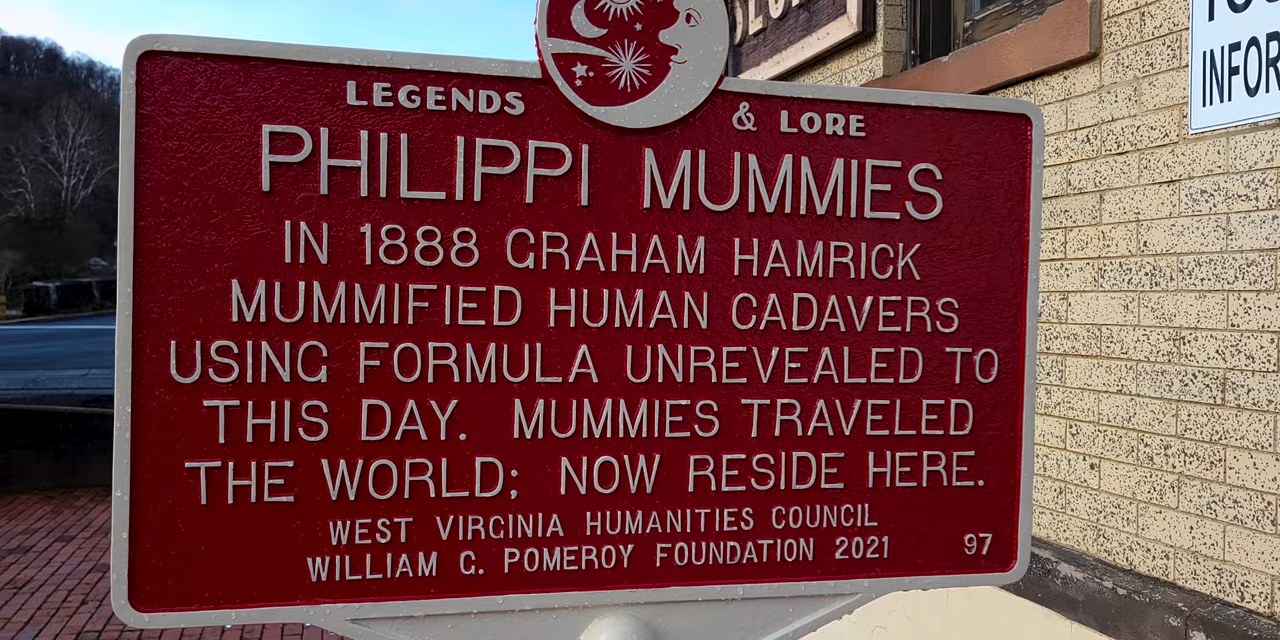 LEGENDS & LORE
PHILIPPI MUMMIES
IN 1888 GRAHAM HAMRICK
MUMMIFIED HUMAN CADAVERS
USING FORMULA UNREVEALED TO
THIS DAY. MUMMIES TRAVELED
THE WORLD; NOW RESIDE HERE.
WEST VIRGINIA HUMANITIES COUNCIL
WILLIAM G. POMEROY FOUNDATION 2021 97